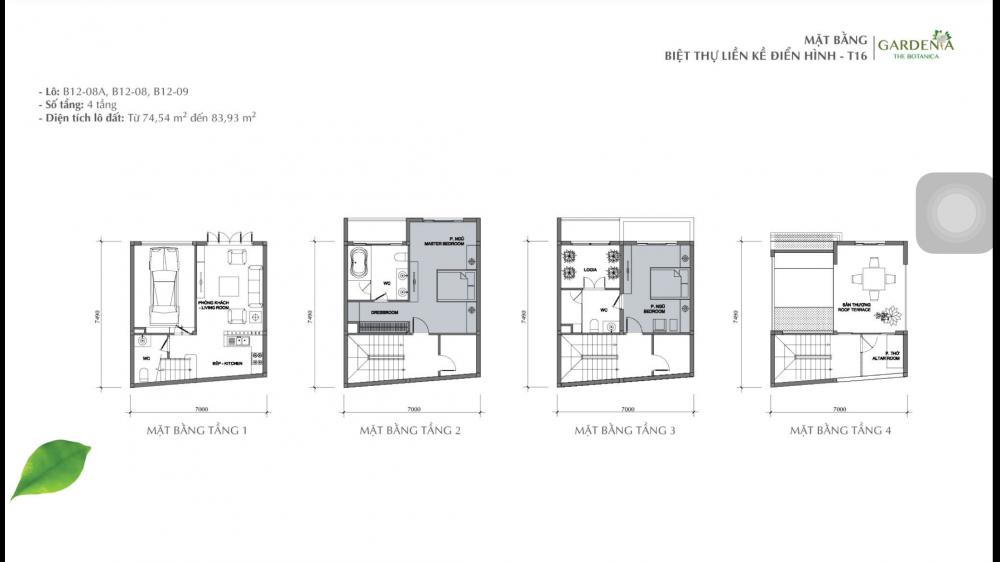 MẶT BẰNG
BIỆT THỰ LIỀN KỀ ĐIỂN HÌNH - T16
GARDENIA
THE BOTANICA
- Lô: B12-08A, B12-08, B12-09
- Số tầng: 4 tầng
- Diện tích lô đất: Từ 74,54 m² đến 83,93 m²
7490
PHÒNG KHÁCH
- LIVING ROOM
WC
BẾP - KITCHEN
7000
MẶT BẰNG TẦNG 1
7490
P. NGỦ
MASTER BEDROOM
WC
DRESSROOM
7000
MẶT BẰNG TẦNG 2
7490
LOGIA
WC
P. NGỦ
BEDROOM
7000
MẶT BẰNG TẦNG 3
7490
SÂN THƯỢNG
ROOF TERRACE
P. THỜ
ALTAR ROOM
7000
MẶT BẰNG TẦNG 4